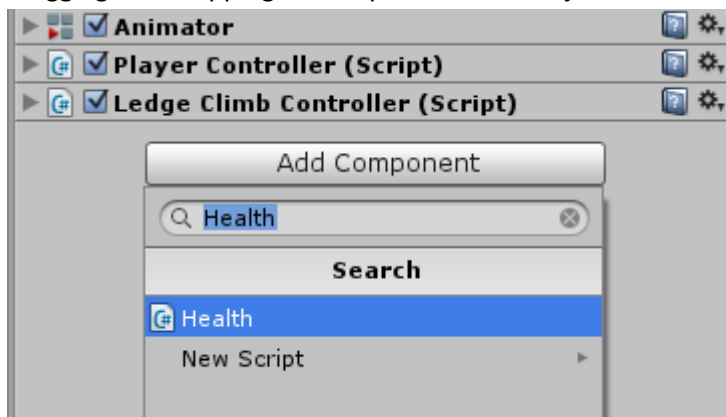 Animator
Player Controller (Script)
Ledge Climb Controller (Script)
Add Component
Health
Search
Health
New Script